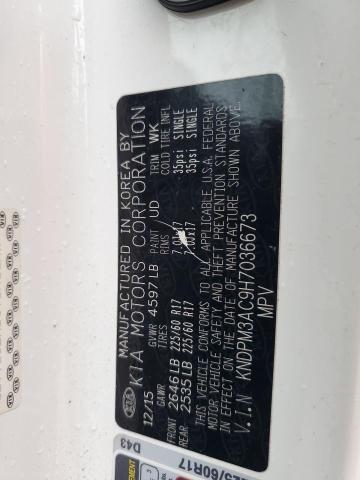 MANUFACTURED IN KOREA BY
KIA KIA MOTORS CORPORATION
12/15 GVWR 4597LB PAINT UD TRIM WK
TIRES RIMS COLD TIRE INFL
FRONT 2646LB 225/60 R17 35psi SINGLE
REAR 2535LB 225/60 R17 35psi SINGLE
THIS VEHICLE CONFORMS TO ALL APPLICABLE U.S.A. FEDERAL
MOTOR VEHICLE SAFETY AND THEFT PREVENTION STANDARDS
IN EFFECT ON THE DATE OF MANUFACTURE SHOWN ABOVE.
V.I.N KNDPM3AC9H7036673
MPV
D43
225/60R17